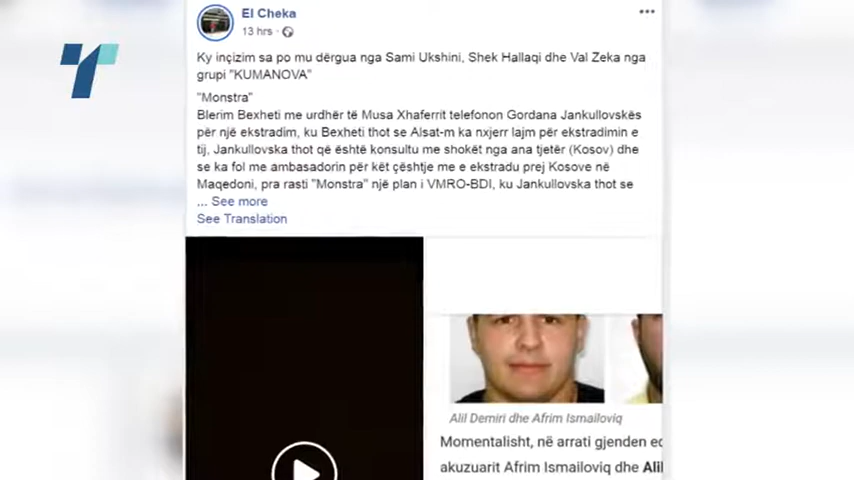 El Cheka
13 hrs ·
Ky inçizim sa po mu dërgua nga Sami Ukshini, Shek Hallaqi dhe Val Zeka nga
grupi "KUMANOVA"
"Monstra"
Blerim Bexheti me urdhër të Musa Xhaferrit telefonon Gordana Jankullovskës
për një ekstradim, ku Bexheti thot se Alsat-m ka nxjerr lajm për ekstradimin e
tij, Jankullovska thot që është konsultu me shokët nga ana tjetër (Kosov) dhe
se ka fol me ambasadorin për kët çështje me e ekstradu prej Kosove në
Maqedoni, pra rasti "Monstra" një plan i VMRO-BDI, ku Jankullovska thot se
... See more
See Translation
Alil Demiri dhe Afrim Ismailoviq
Momentalisht, në arrati gjenden
akuzuarit Afrim Ismailoviq dhe Alil